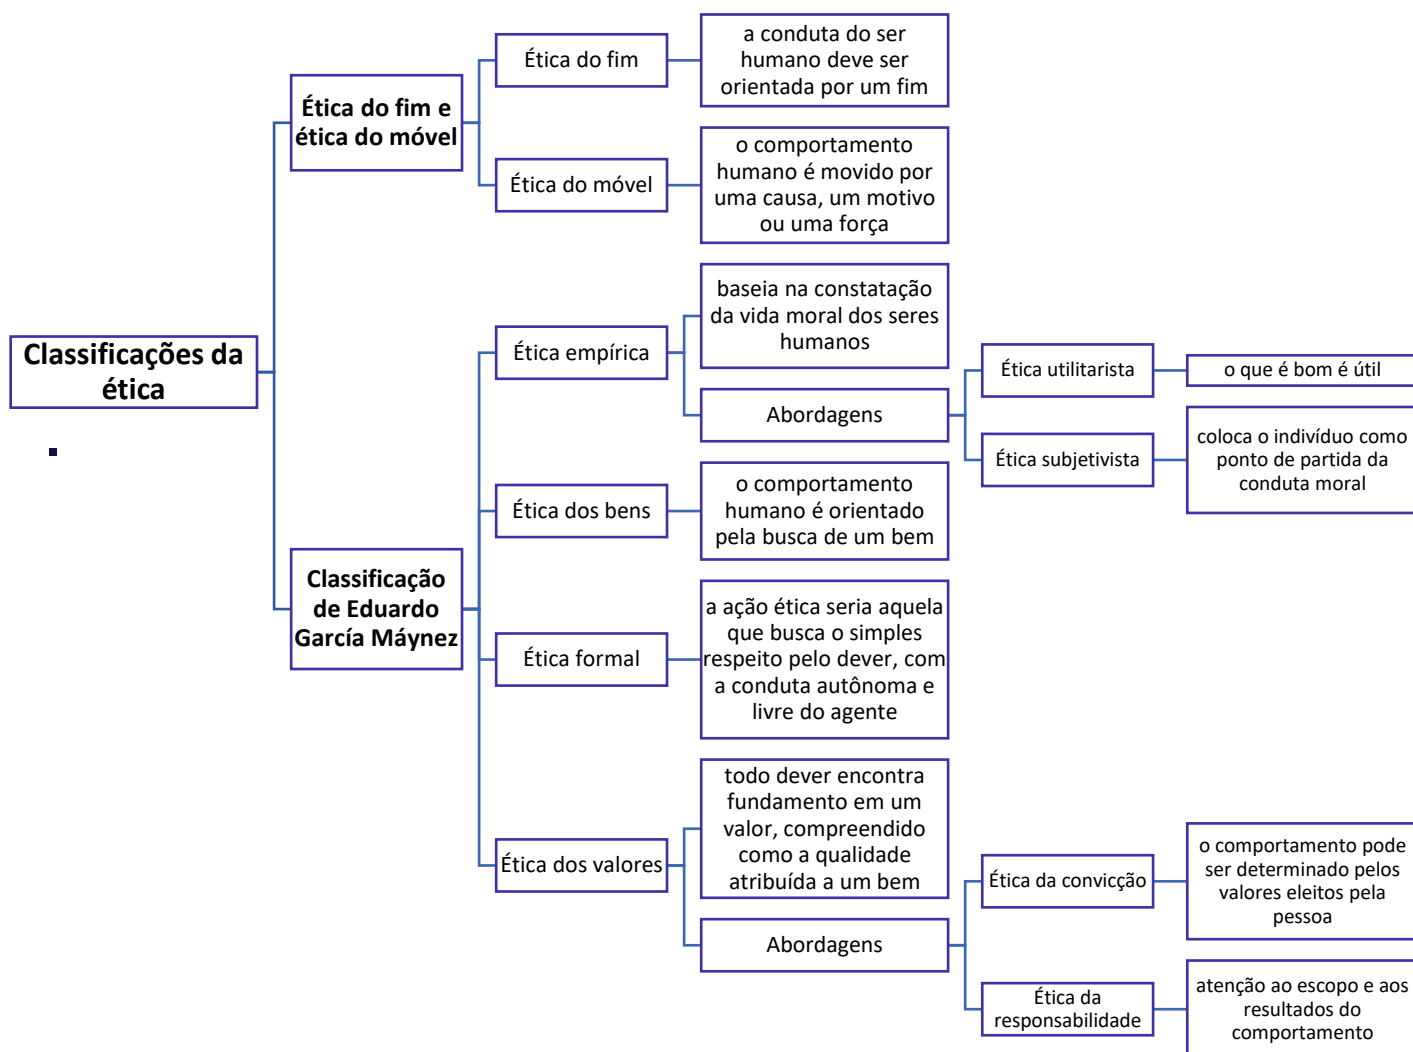 Classificações da
ética
Ética do fim e
ética do móvel
Ética do fim
a conduta do ser
humano deve ser
orientada por um fim
Ética do móvel
o comportamento
humano é movido por
uma causa, um motivo
ou uma força
Classificação
de Eduardo
García Máynez
Ética empírica
baseia na constatação
da vida moral dos seres
humanos
Abordagens
Ética utilitarista
o que é bom é útil
Ética subjetivista
coloca o indivíduo como
ponto de partida da
conduta moral
Ética dos bens
o comportamento
humano é orientado
pela busca de um bem
Ética formal
a ação ética seria aquela
que busca o simples
respeito pelo dever, com
a conduta autônoma e
livre do agente
Ética dos valores
todo dever encontra
fundamento em um
valor, compreendido
como a qualidade
atribuída a um bem
Abordagens
Ética da convicção
o comportamento pode
ser determinado pelos
valores eleitos pela
pessoa
Ética da
responsabilidade
atenção ao escopo e aos
resultados do
comportamento